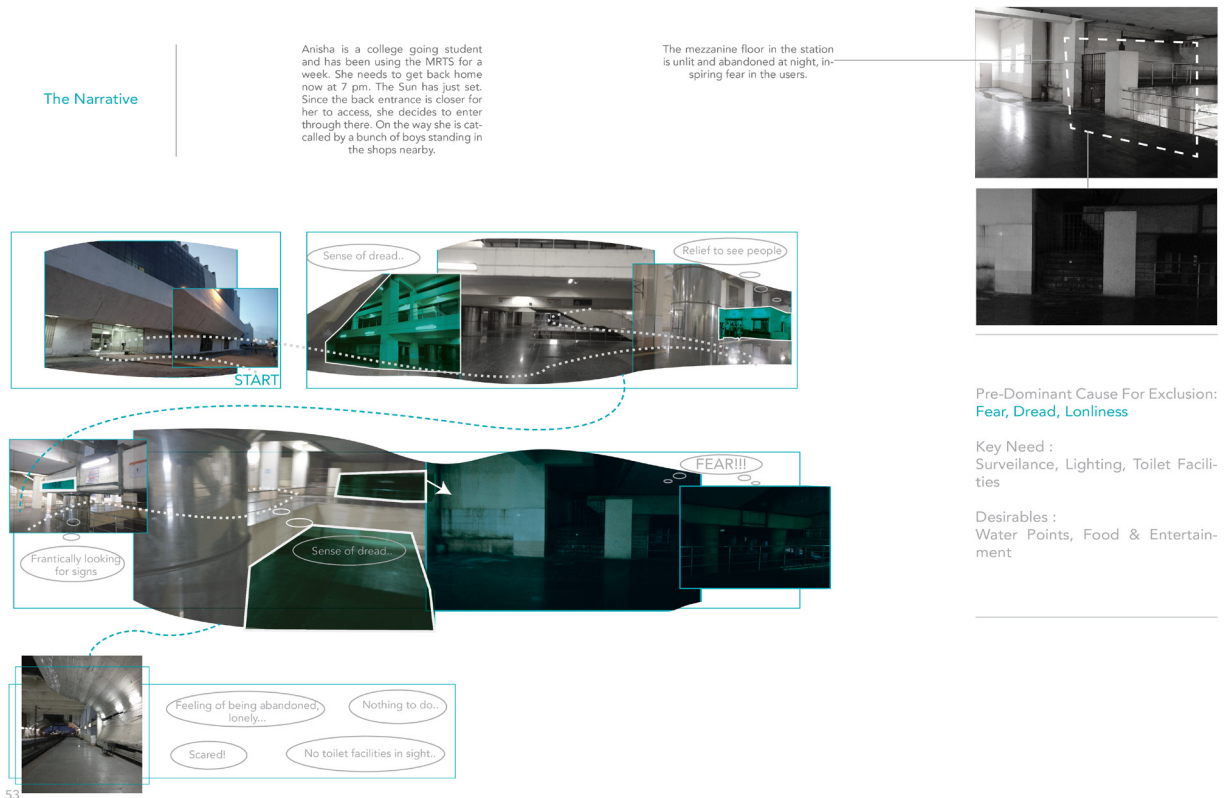 The Narrative
Anisha is a college going student
and has been using the MRTS for a
week. She needs to get back home
now at 7 pm. The Sun has just set.
Since the back entrance is closer for
her to access, she decides to enter
through there. On the way she is cat-
called by a bunch of boys standing in
the shops nearby.
The mezzanine floor in the station
is unlit and abandoned at night, in-
spiring fear in the users.
Sense of dread..
Relief to see people
START
Pre-Dominant Cause For Exclusion:
Fear, Dread, Lonliness
Key Need :
Surveilance, Lighting, Toilet Facili-
ties
Desirables :
Water Points, Food & Entertain-
ment
FEAR!!!
Sense of dread..
Frantically looking
for signs
Feeling of being abandoned,
lonely...
Nothing to do..
Scared!
No toilet facilities in sight..
53